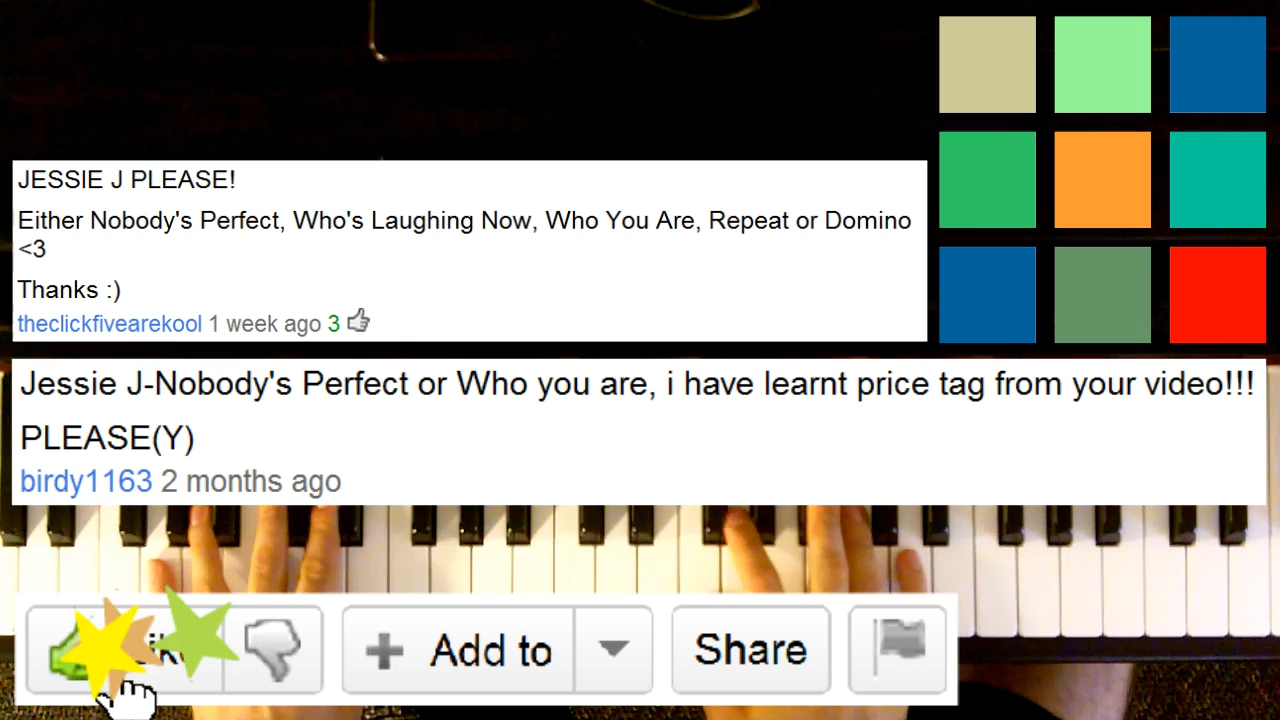 JESSIE J PLEASE!
Either Nobody's Perfect, Who's Laughing Now, Who You Are, Repeat or Domino
<3
Thanks :)
theclickfivearekool 1 week ago 3
Jessie J-Nobody's Perfect or Who you are, i have learnt price tag from your video!!!
PLEASE(Y)
birdy1163 2 months ago
Add to
Share